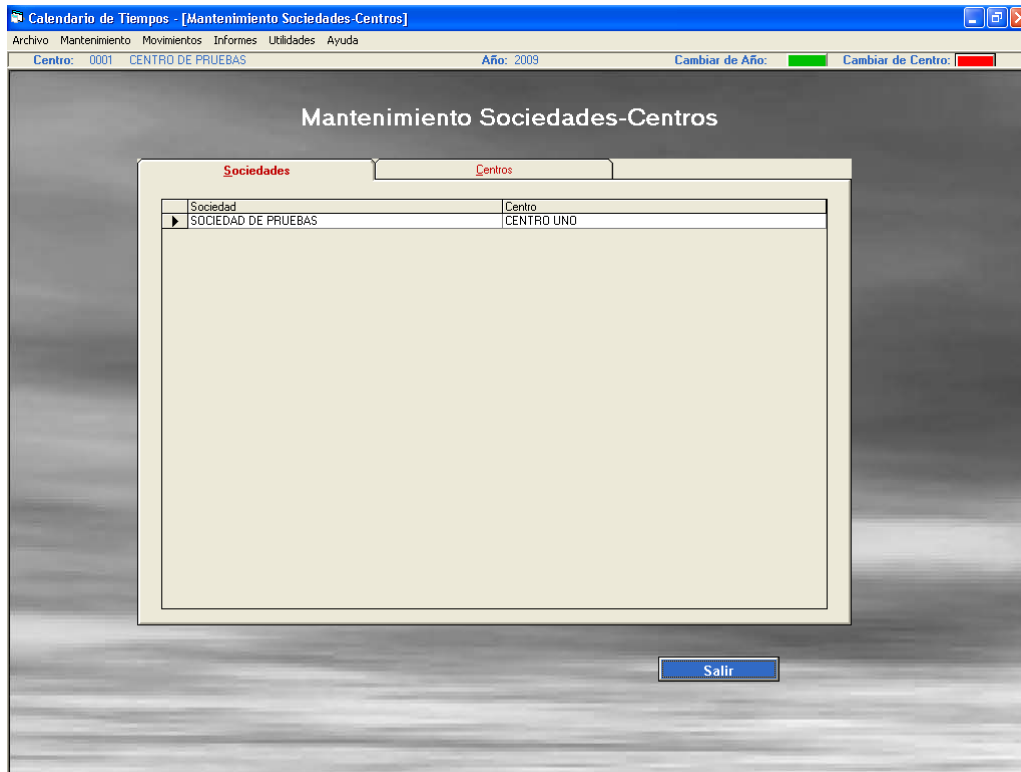 Calendario de Tiempos - [Mantenimiento Sociedades-Centros]
Archivo Mantenimiento Movimientos Informes Utilidades Ayuda
Centro: 0001 CENTRO DE PRUEBAS Año: 2009 Cambiar de Año: Cambiar de Centro:
Mantenimiento Sociedades-Centros
Sociedades Centros
Sociedad Centro
SOCIEDAD DE PRUEBAS CENTRO UNO
Salir